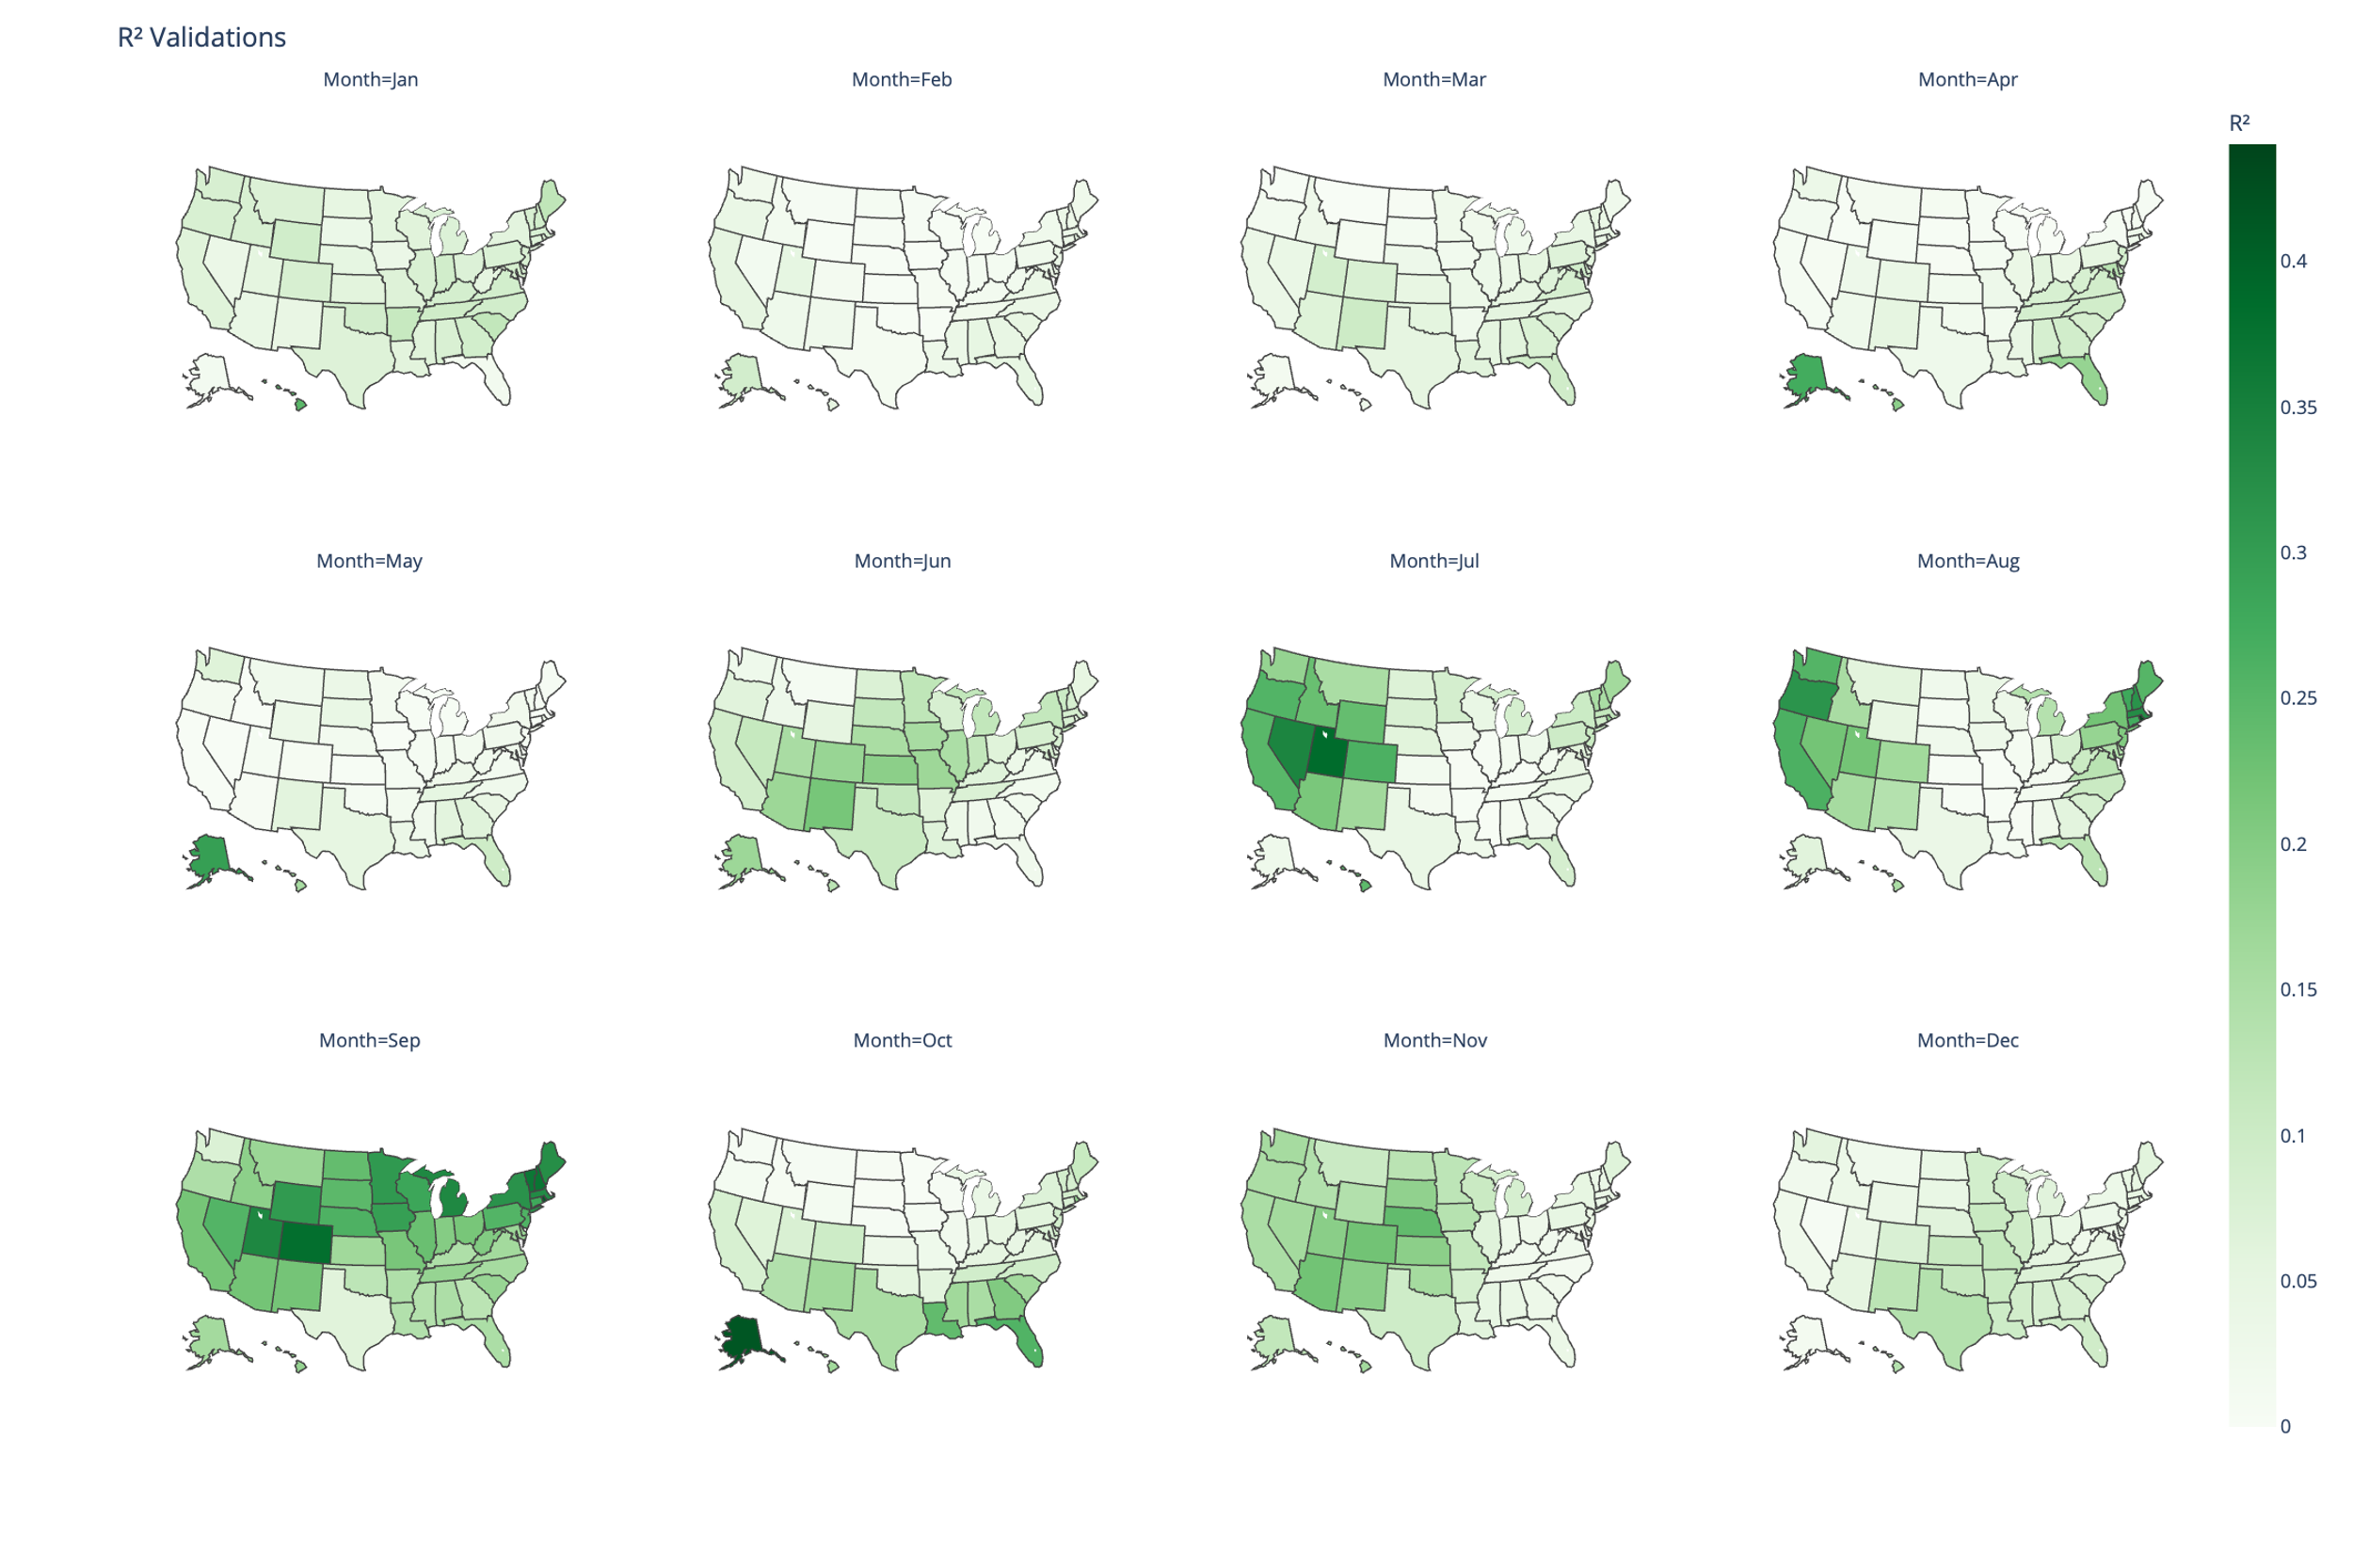 R² Validations
Month=Jan
Month=Feb
Month=Mar
Month=Apr
R²
0.4
0.35
0.3
0.25
0.2
0.15
0.1
0.05
0
Month=May
Month=Jun
Month=Jul
Month=Aug
Month=Sep
Month=Oct
Month=Nov
Month=Dec